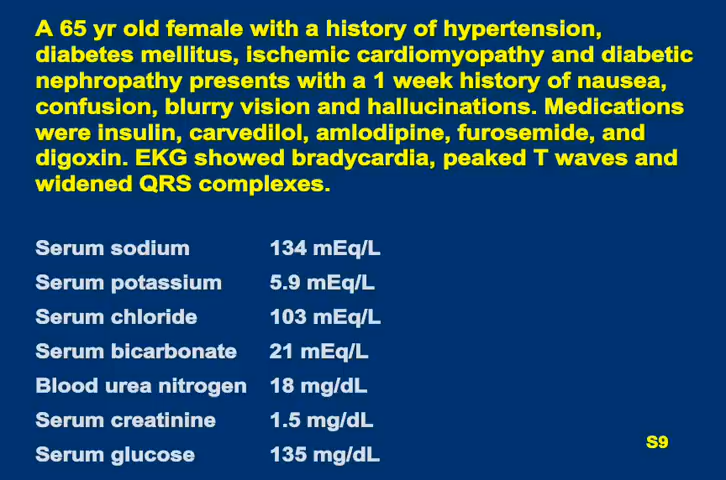 A 65 yr old female with a history of hypertension,
diabetes mellitus, ischemic cardiomyopathy and diabetic
nephropathy presents with a 1 week history of nausea,
confusion, blurry vision and hallucinations. Medications
were insulin, carvedilol, amlodipine, furosemide, and
digoxin. EKG showed bradycardia, peaked T waves and
widened QRS complexes.
Serum sodium 134 mEq/L
Serum potassium 5.9 mEq/L
Serum chloride 103 mEq/L
Serum bicarbonate 21 mEq/L
Blood urea nitrogen 18 mg/dL
Serum creatinine 1.5 mg/dL
Serum glucose 135 mg/dL
S9